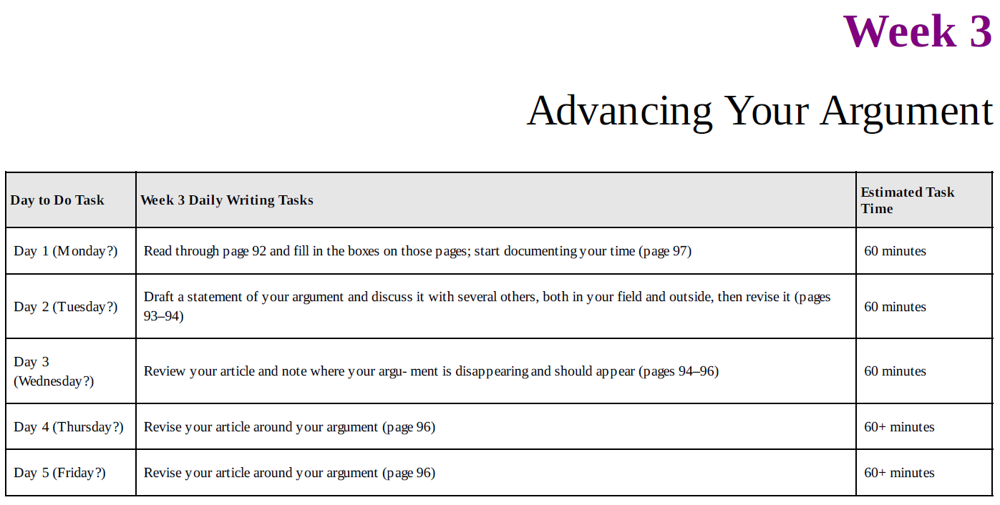 Week 3
Advancing Your Argument
Day to Do Task
Week 3 Daily Writing Tasks
Estimated Task
Time
Day 1 (Monday?)
Read through page 92 and fill in the boxes on those pages; start documenting your time (page 97)
60 minutes
Day 2 (Tuesday?)
Draft a statement of your argument and discuss it with several others, both in your field and outside, then revise it (pages
93–94)
60 minutes
Day 3
(Wednesday?)
Review your article and note where your argu- ment is disappearing and should appear (pages 94–96)
60 minutes
Day 4 (Thursday?)
Revise your article around your argument (page 96)
60+ minutes
Day 5 (Friday?)
Revise your article around your argument (page 96)
60+ minutes